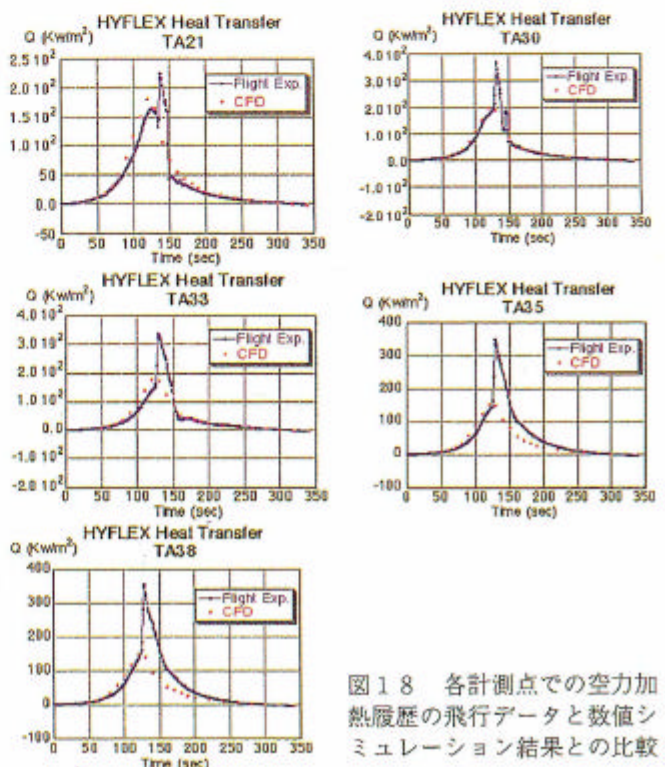 HYFLEX Heat Transfer
TA21
Q (Kw/m²)
2.5 10²
2.0 10²
1.5 10²
1.0 10²
50
0.0
-50
0 50 100 150 200 250 300 350
Time (sec)
Flight Exp.
CFD
HYFLEX Heat Transfer
TA30
Q (Kw/m²)
4.0 10²
3.0 10²
2.0 10²
1.0 10²
0.0
-1.0 10²
-2.0 10²
0 50 100 150 200 250 300 350
Time (sec)
Flight Exp.
CFD
HYFLEX Heat Transfer
TA33
Q (Kw/m²)
4.0 10²
3.0 10²
2.0 10²
1.0 10²
0.0
-1.0 10²
-2.0 10²
0 50 100 150 200 250 300 350
Time (sec)
Flight Exp.
CFD
HYFLEX Heat Transfer
TA35
Q (Kw/m²)
400
300
200
100
0
-100
0 50 100 150 200 250 300 350
Time (sec)
Flight Exp.
CFD
HYFLEX Heat Transfer
TA38
Q (Kw/m²)
400
300
200
100
0
-100
0 50 100 150 200 250 300 350
Time (sec)
Flight Exp.
CFD
図18 各計測点での空力加
熱履歴の飛行データと数値シ
ミュレーション結果との比較